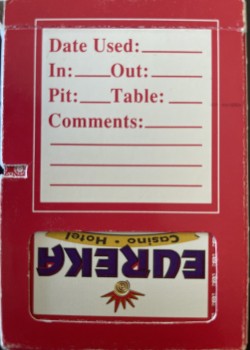 Date Used:
In: Out:
Pit: Table:
Comments:
EUREKA
Casino • Hotel